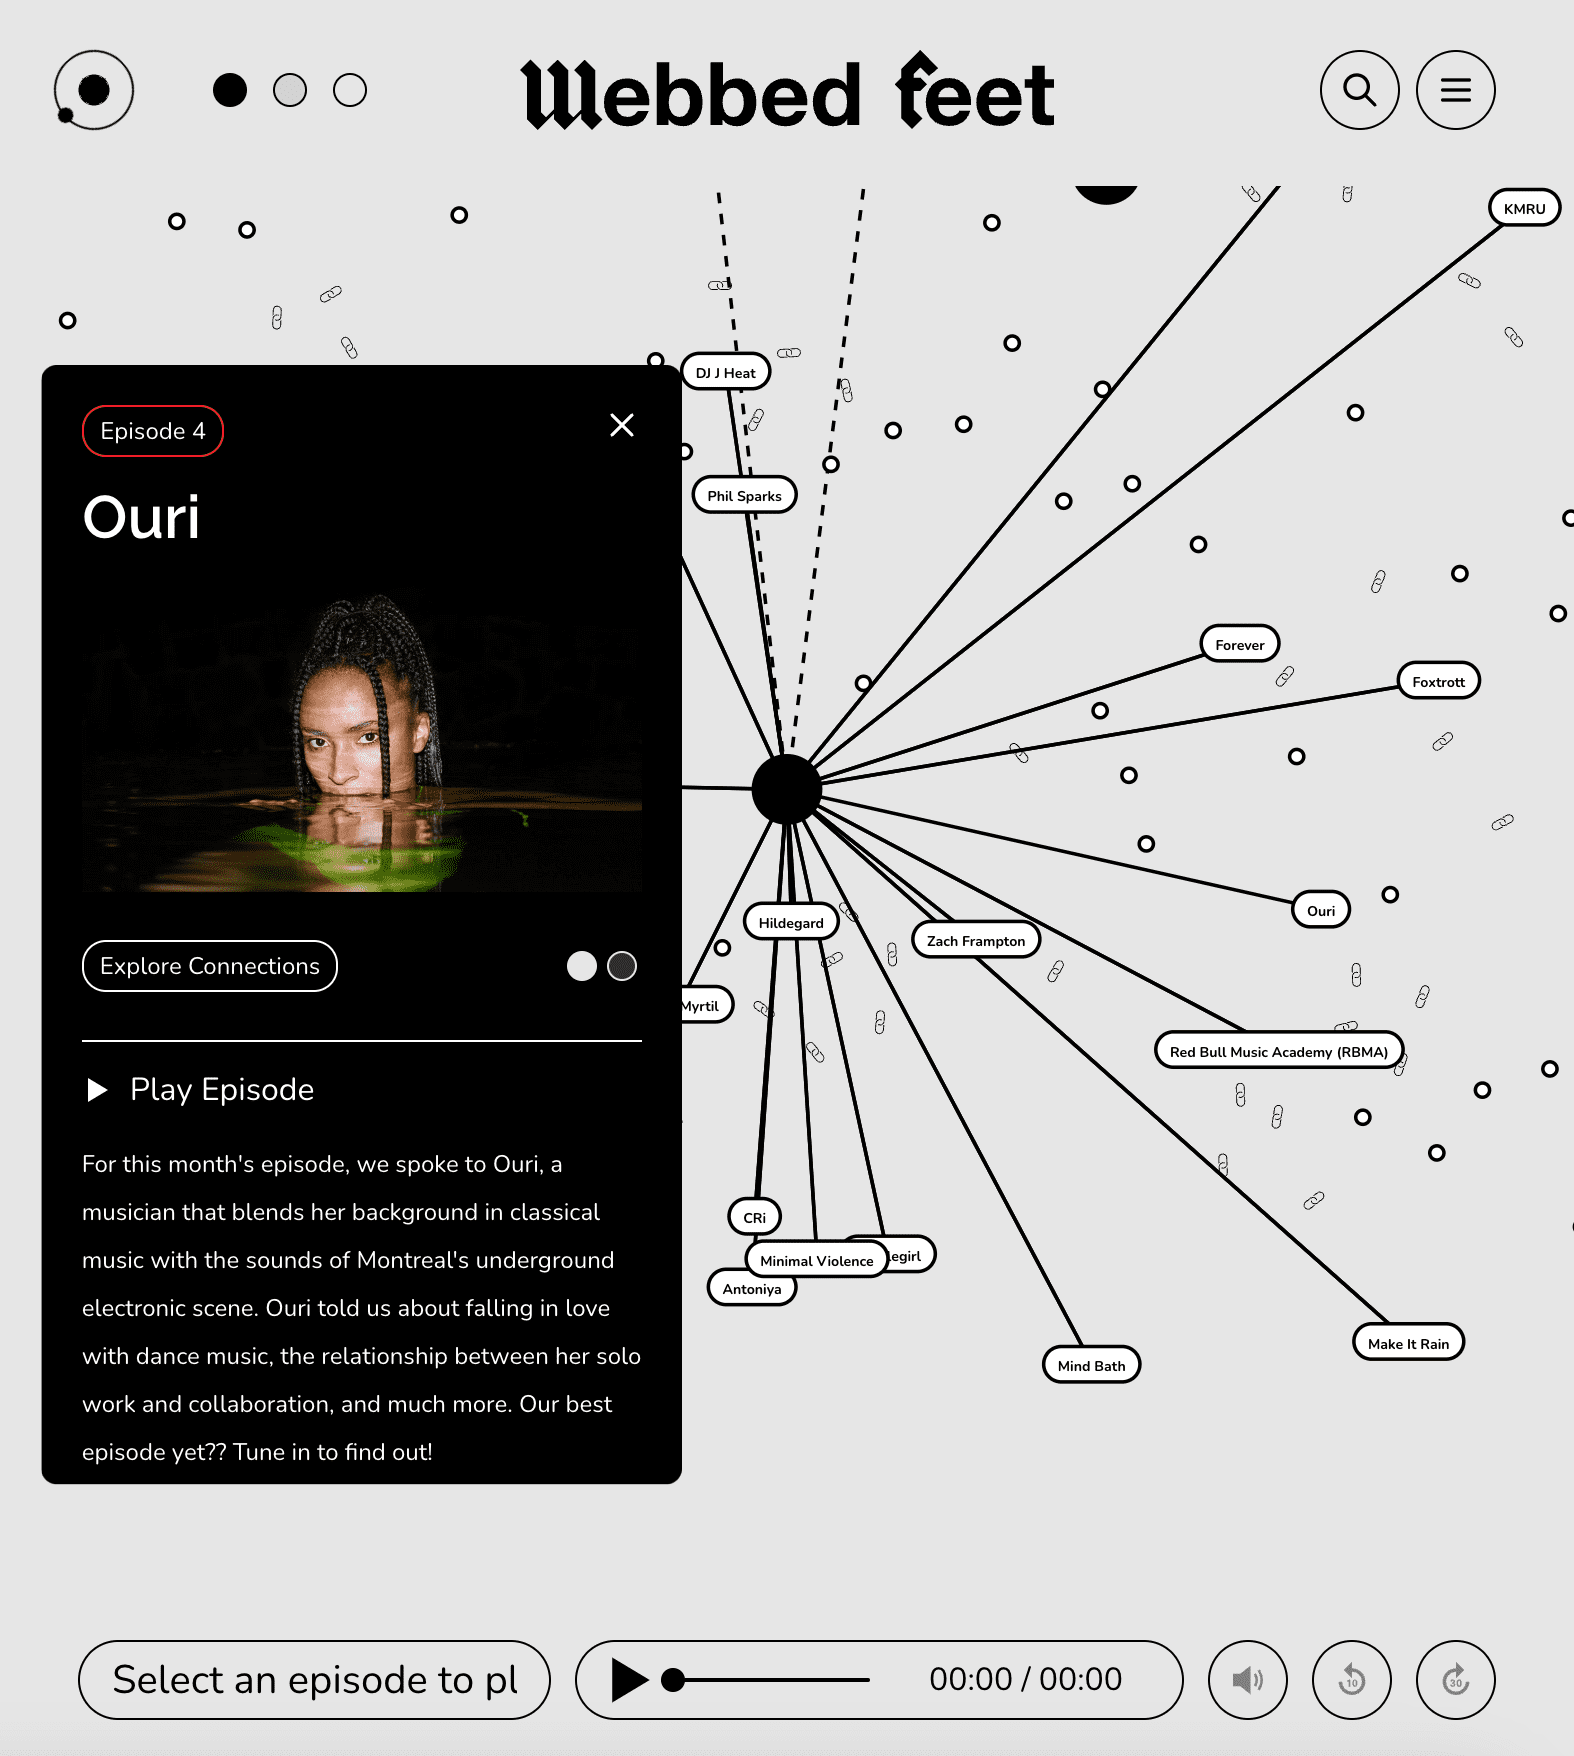 Webbed feet
KMRU
DJ J Heat
Episode 4
Phil Sparks
Ouri
Forever
Foxtrott
Ouri
Hildegard
Zach Frampton
Explore Connections
Myrtil
Red Bull Music Academy (RBMA)
Play Episode
For this month's episode, we spoke to Ouri, a
musician that blends her background in classical
music with the sounds of Montreal's underground
electronic scene. Ouri told us about falling in love
with dance music, the relationship between her solo
work and collaboration, and much more. Our best
episode yet?? Tune in to find out!
CRi
Minimal Violence
legirl
Antoniya
Make It Rain
Mind Bath
Select an episode to pl
00:00 / 00:00
10
30